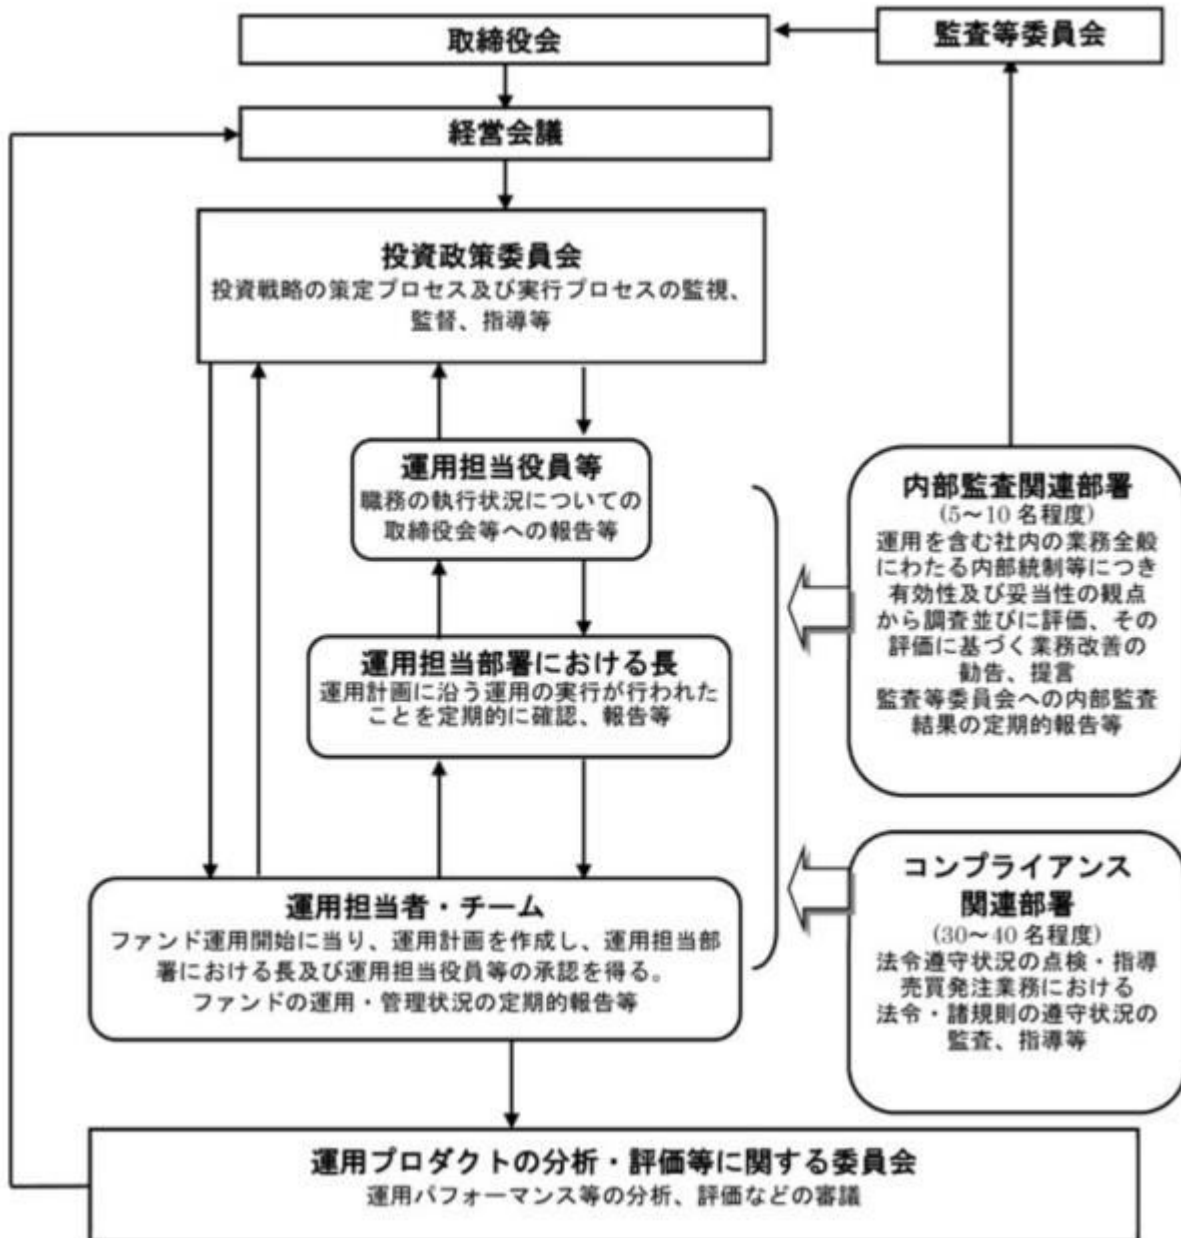 取締役会
監査等委員会
経営会議
投資政策委員会
投資戦略の策定プロセス及び実行プロセスの監視、
監督、指導等
運用担当役員等
職務の執行状況についての
取締役会等への報告等
運用担当部署における長
運用計画に沿う運用の実行が行われた
ことを定期的に確認、報告等
運用担当者・チーム
ファンド運用開始に当り、運用計画を作成し、運用担当部
署における長及び運用担当役員等の承認を得る。
ファンドの運用・管理状況の定期的報告等
内部監査関連部署
(5~10 名程度)
運用を含む社内の業務全般
にわたる内部統制等につき
有効性及び妥当性の観点
から調査並びに評価、その
評価に基づく業務改善の
勧告、提言
監査等委員会への内部監査
結果の定期的報告等
コンプライアンス
関連部署
(30~40 名程度)
法令遵守状況の点検・指導
売買発注業務における
法令・諸規則の遵守状況の
監査、指導等
運用プロダクトの分析・評価等に関する委員会
運用パフォーマンス等の分析、評価などの審議